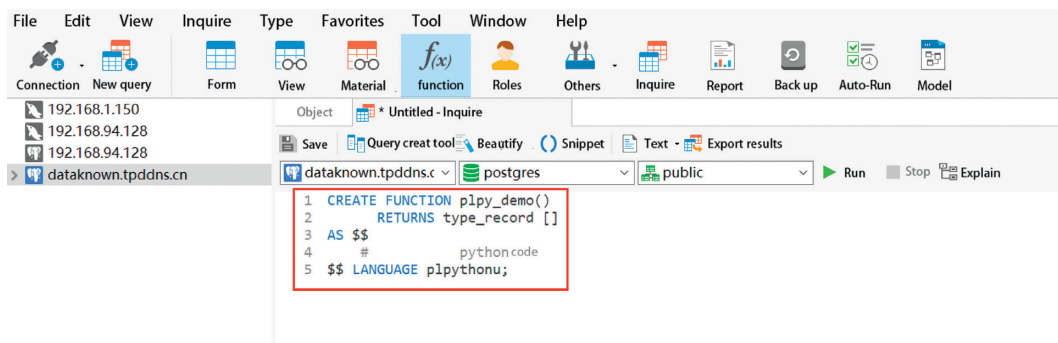 File Edit View Inquire Type Favorites Tool Window Help
f(x)
Connection New query Form View Material function Roles Others Inquire Report Back up Auto-Run Model
192.168.1.150
192.168.94.128
192.168.94.128
dataknown.tpddns.cn
Object * Untitled - Inquire
Save Query creat tool Beautify () Snippet Text Export results
dataknown.tpddns.c postgres public Run Stop Explain
1 CREATE FUNCTION plpy_demo()
2 RETURNS type_record []
3 AS $$
4 # python code
5 $$ LANGUAGE plpythonu;